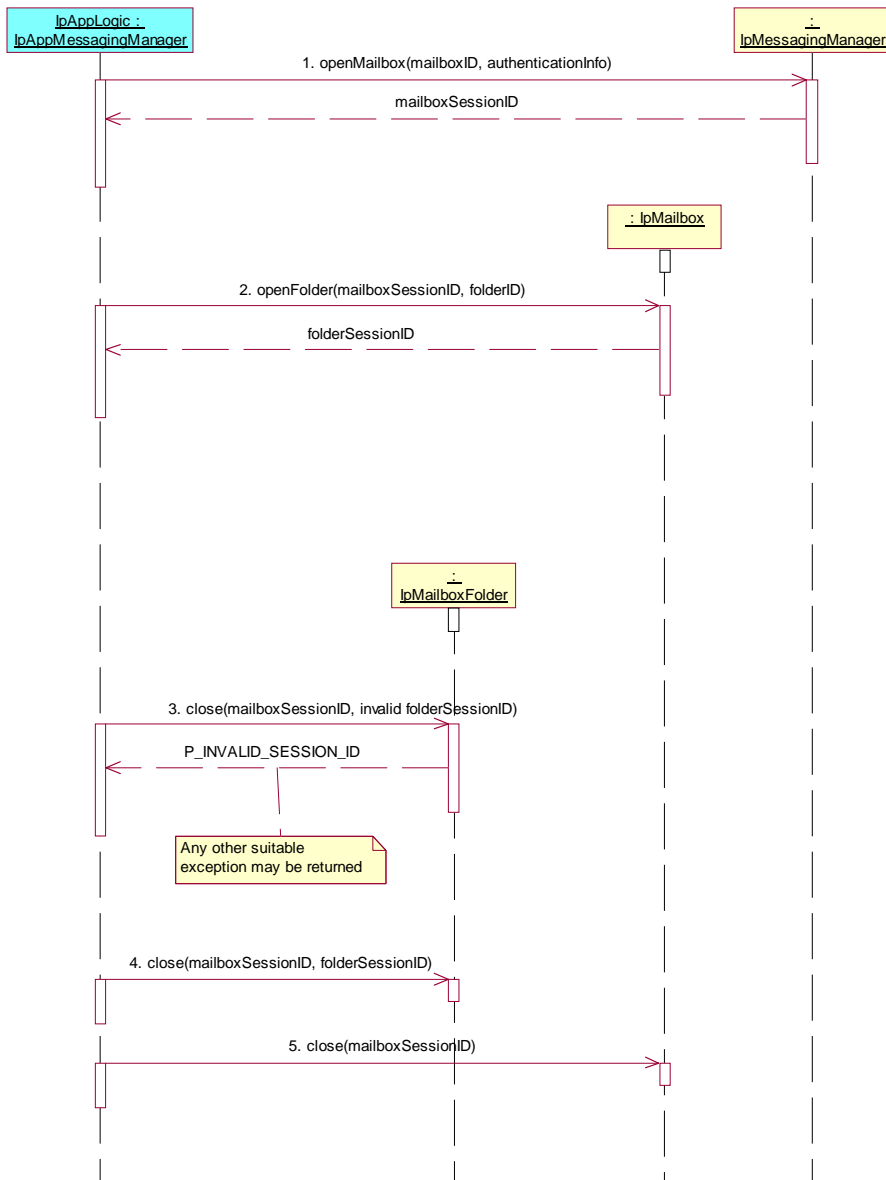 IpAppLogic :
IpAppMessagingManager
:
IpMessagingManager
1. openMailbox(mailboxID, authenticationInfo)
mailboxSessionID
: IpMailbox
2. openFolder(mailboxSessionID, folderID)
folderSessionID
:
IpMailboxFolder
3. close(mailboxSessionID, invalid folderSessionID)
P_INVALID_SESSION_ID
Any other suitable
exception may be returned
4. close(mailboxSessionID, folderSessionID)
5. close(mailboxSessionID)